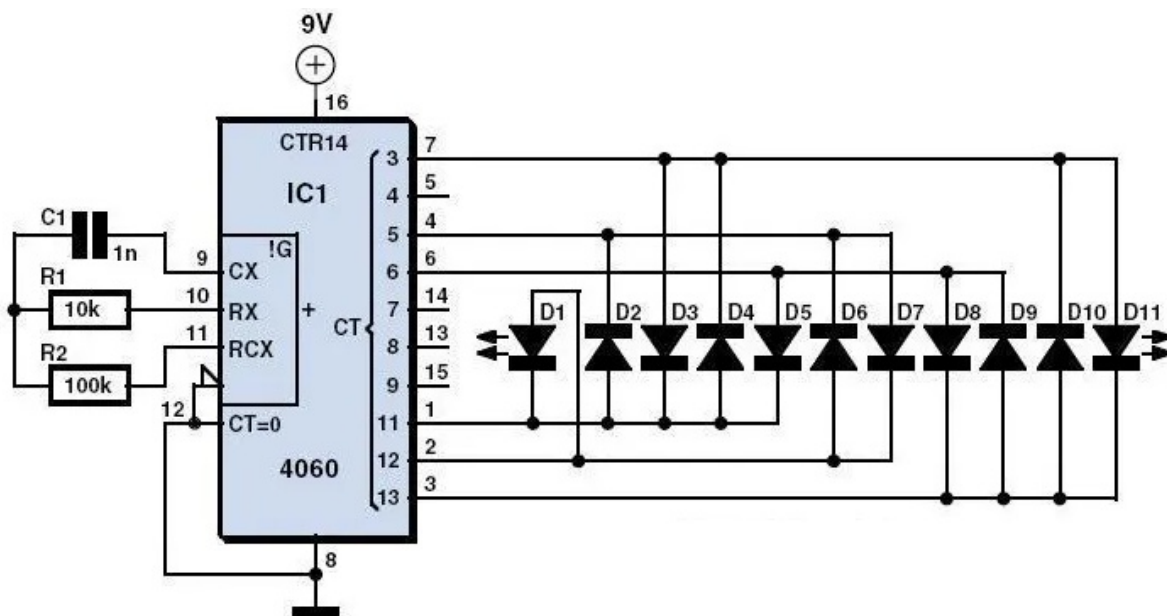 9V
16
CTR14
IC1
3 7
4 5
5 4
6 6
7 14
8 13
9 15
11 1
12 2
13 3
CT
!G
+
C1
1n
9 CX
R1
10k
10 RX
11 RCX
R2
100k
12 CT=0
4060
8
D1 D2 D3 D4 D5 D6 D7 D8 D9 D10 D11